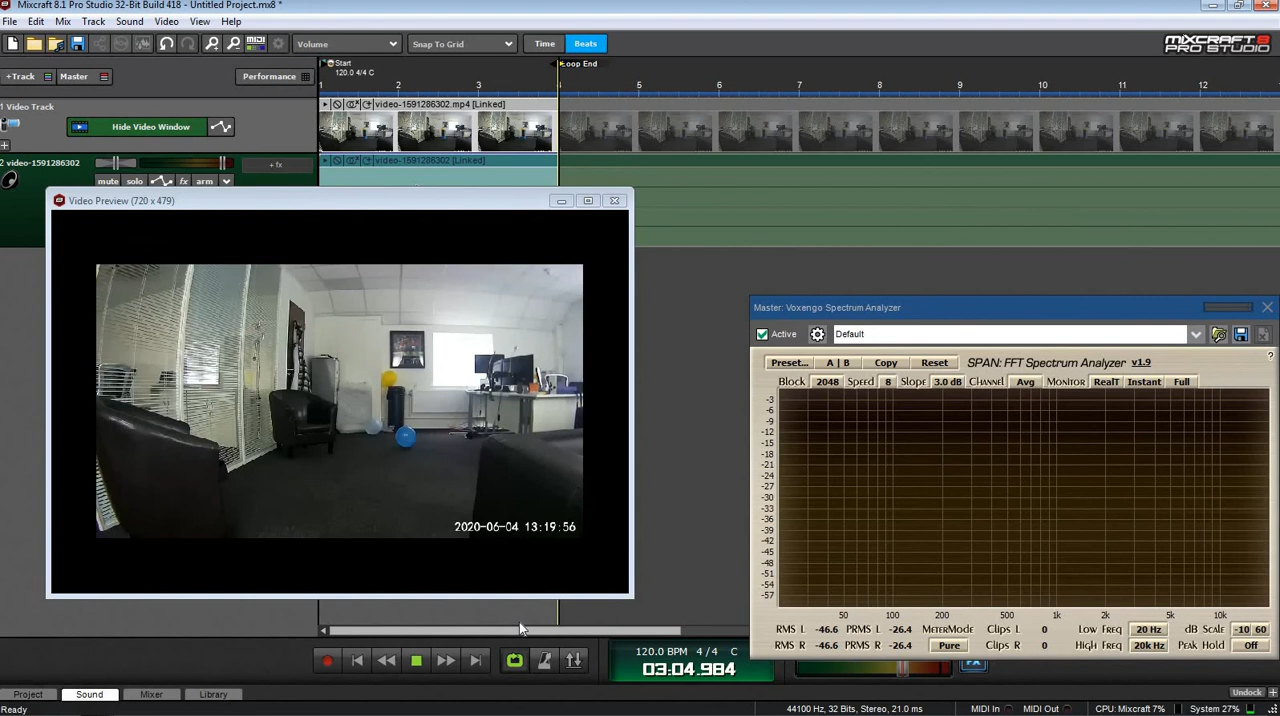 Mixcraft 8.1 Pro Studio 32-Bit Build 418 - Untitled Project.mx8 *
File Edit Mix Track Sound Video View Help
Volume Snap To Grid Time Beats MIXCRAFT 8
PRO STUDIO
+Track Master Performance
Start
120.0 4/4 C
Loop End
1 2 3 4 5 6 7 8 9 10 11 12
1 Video Track
video-1591286302.mp4 [Linked]
Hide Video Window
2 video-1591286302
+ fx
video-1591286302 [Linked]
mute solo fx arm
Video Preview (720 x 479)
2020-06-04 13:19:56
Master: Voxengo Spectrum Analyzer
Active Default
Preset... A | B Copy Reset SPAN: FFT Spectrum Analyzer v1.9 ?
Block 2048 Speed 8 Slope 3.0 dB Channel Avg Monitor RealT Instant Full
-3
-6
-9
-12
-15
-18
-21
-24
-27
-30
-33
-36
-39
-42
-45
-48
-51
-54
-57
50 100 200 500 1k 2k 5k 10k
RMS L -46.6 PRMS L -26.4 MeterMode Clips L 0 Low Freq 20 Hz dB Scale -10 60
RMS R -46.6 PRMS R -26.4 Pure Clips R 0 High Freq 20k Hz Peak Hold Off
120.0 BPM 4/4 C
03:04.984
FX
Project Sound Mixer Library
Undock
Ready
44100 Hz, 32 Bits, Stereo, 21.0 ms MIDI In MIDI Out CPU: Mixcraft 7% System 27%